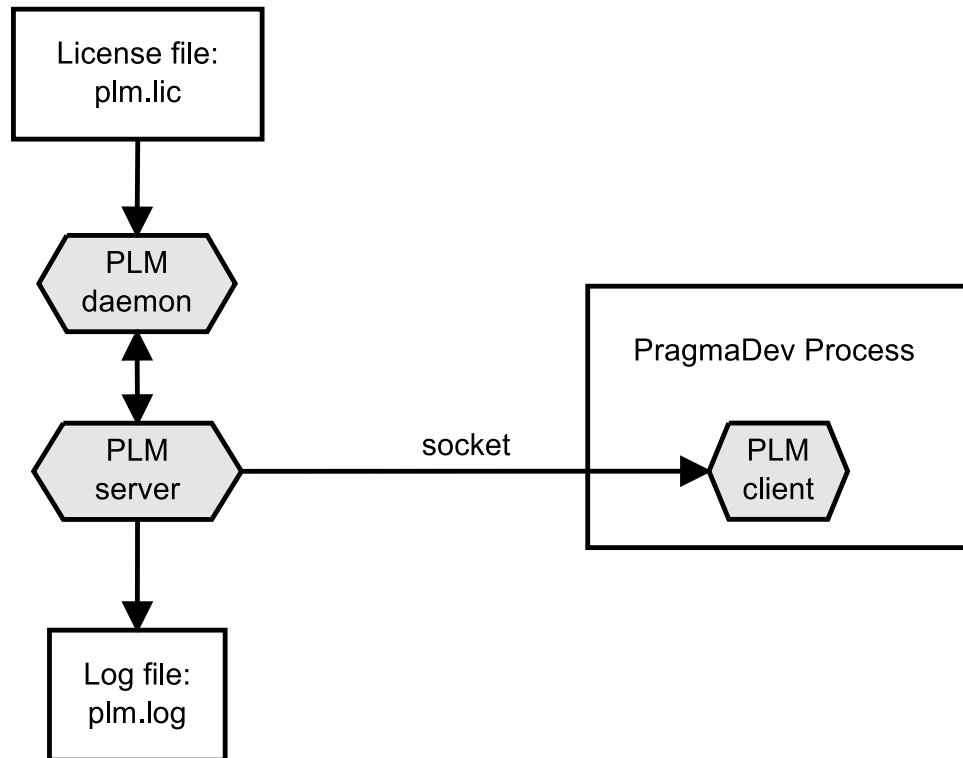 License file:
plm.lic
PLM
daemon
PragmaDev Process
PLM
server
socket
PLM
client
Log file:
plm.log